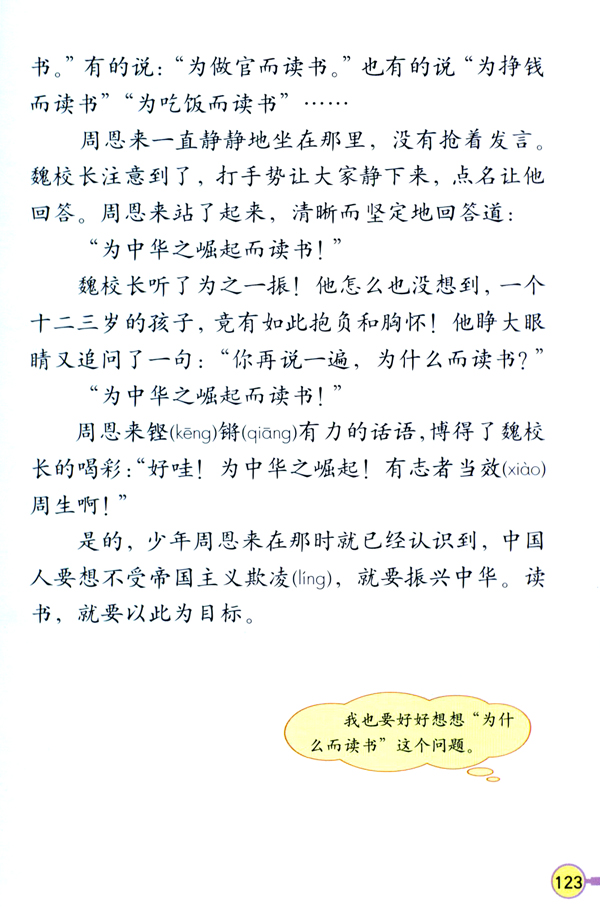 书。”有的说：“为做官而读书。”也有的说“为挣钱
而读书”“为吃饭而读书”……
周恩来一直静静地坐在那里，没有抢着发言。
魏校长注意到了，打手势让大家静下来，点名让他
回答。周恩来站了起来，清晰而坚定地回答道：
“为中华之崛起而读书！”
魏校长听了为之一振！他怎么也没想到，一个
十二三岁的孩子，竟有如此抱负和胸怀！他睁大眼
睛又追问了一句：“你再说一遍，为什么而读书？”
“为中华之崛起而读书！”
周恩来铿(kēng)锵(qiāng)有力的话语，博得了魏校
长的喝彩：“好哇！为中华之崛起！有志者当效(xiào)
周生啊！”
是的，少年周恩来在那时就已经认识到，中国
人要想不受帝国主义欺凌(líng)，就要振兴中华。读
书，就要以此为目标。
我也要好好想想“为什
么而读书”这个问题。
123